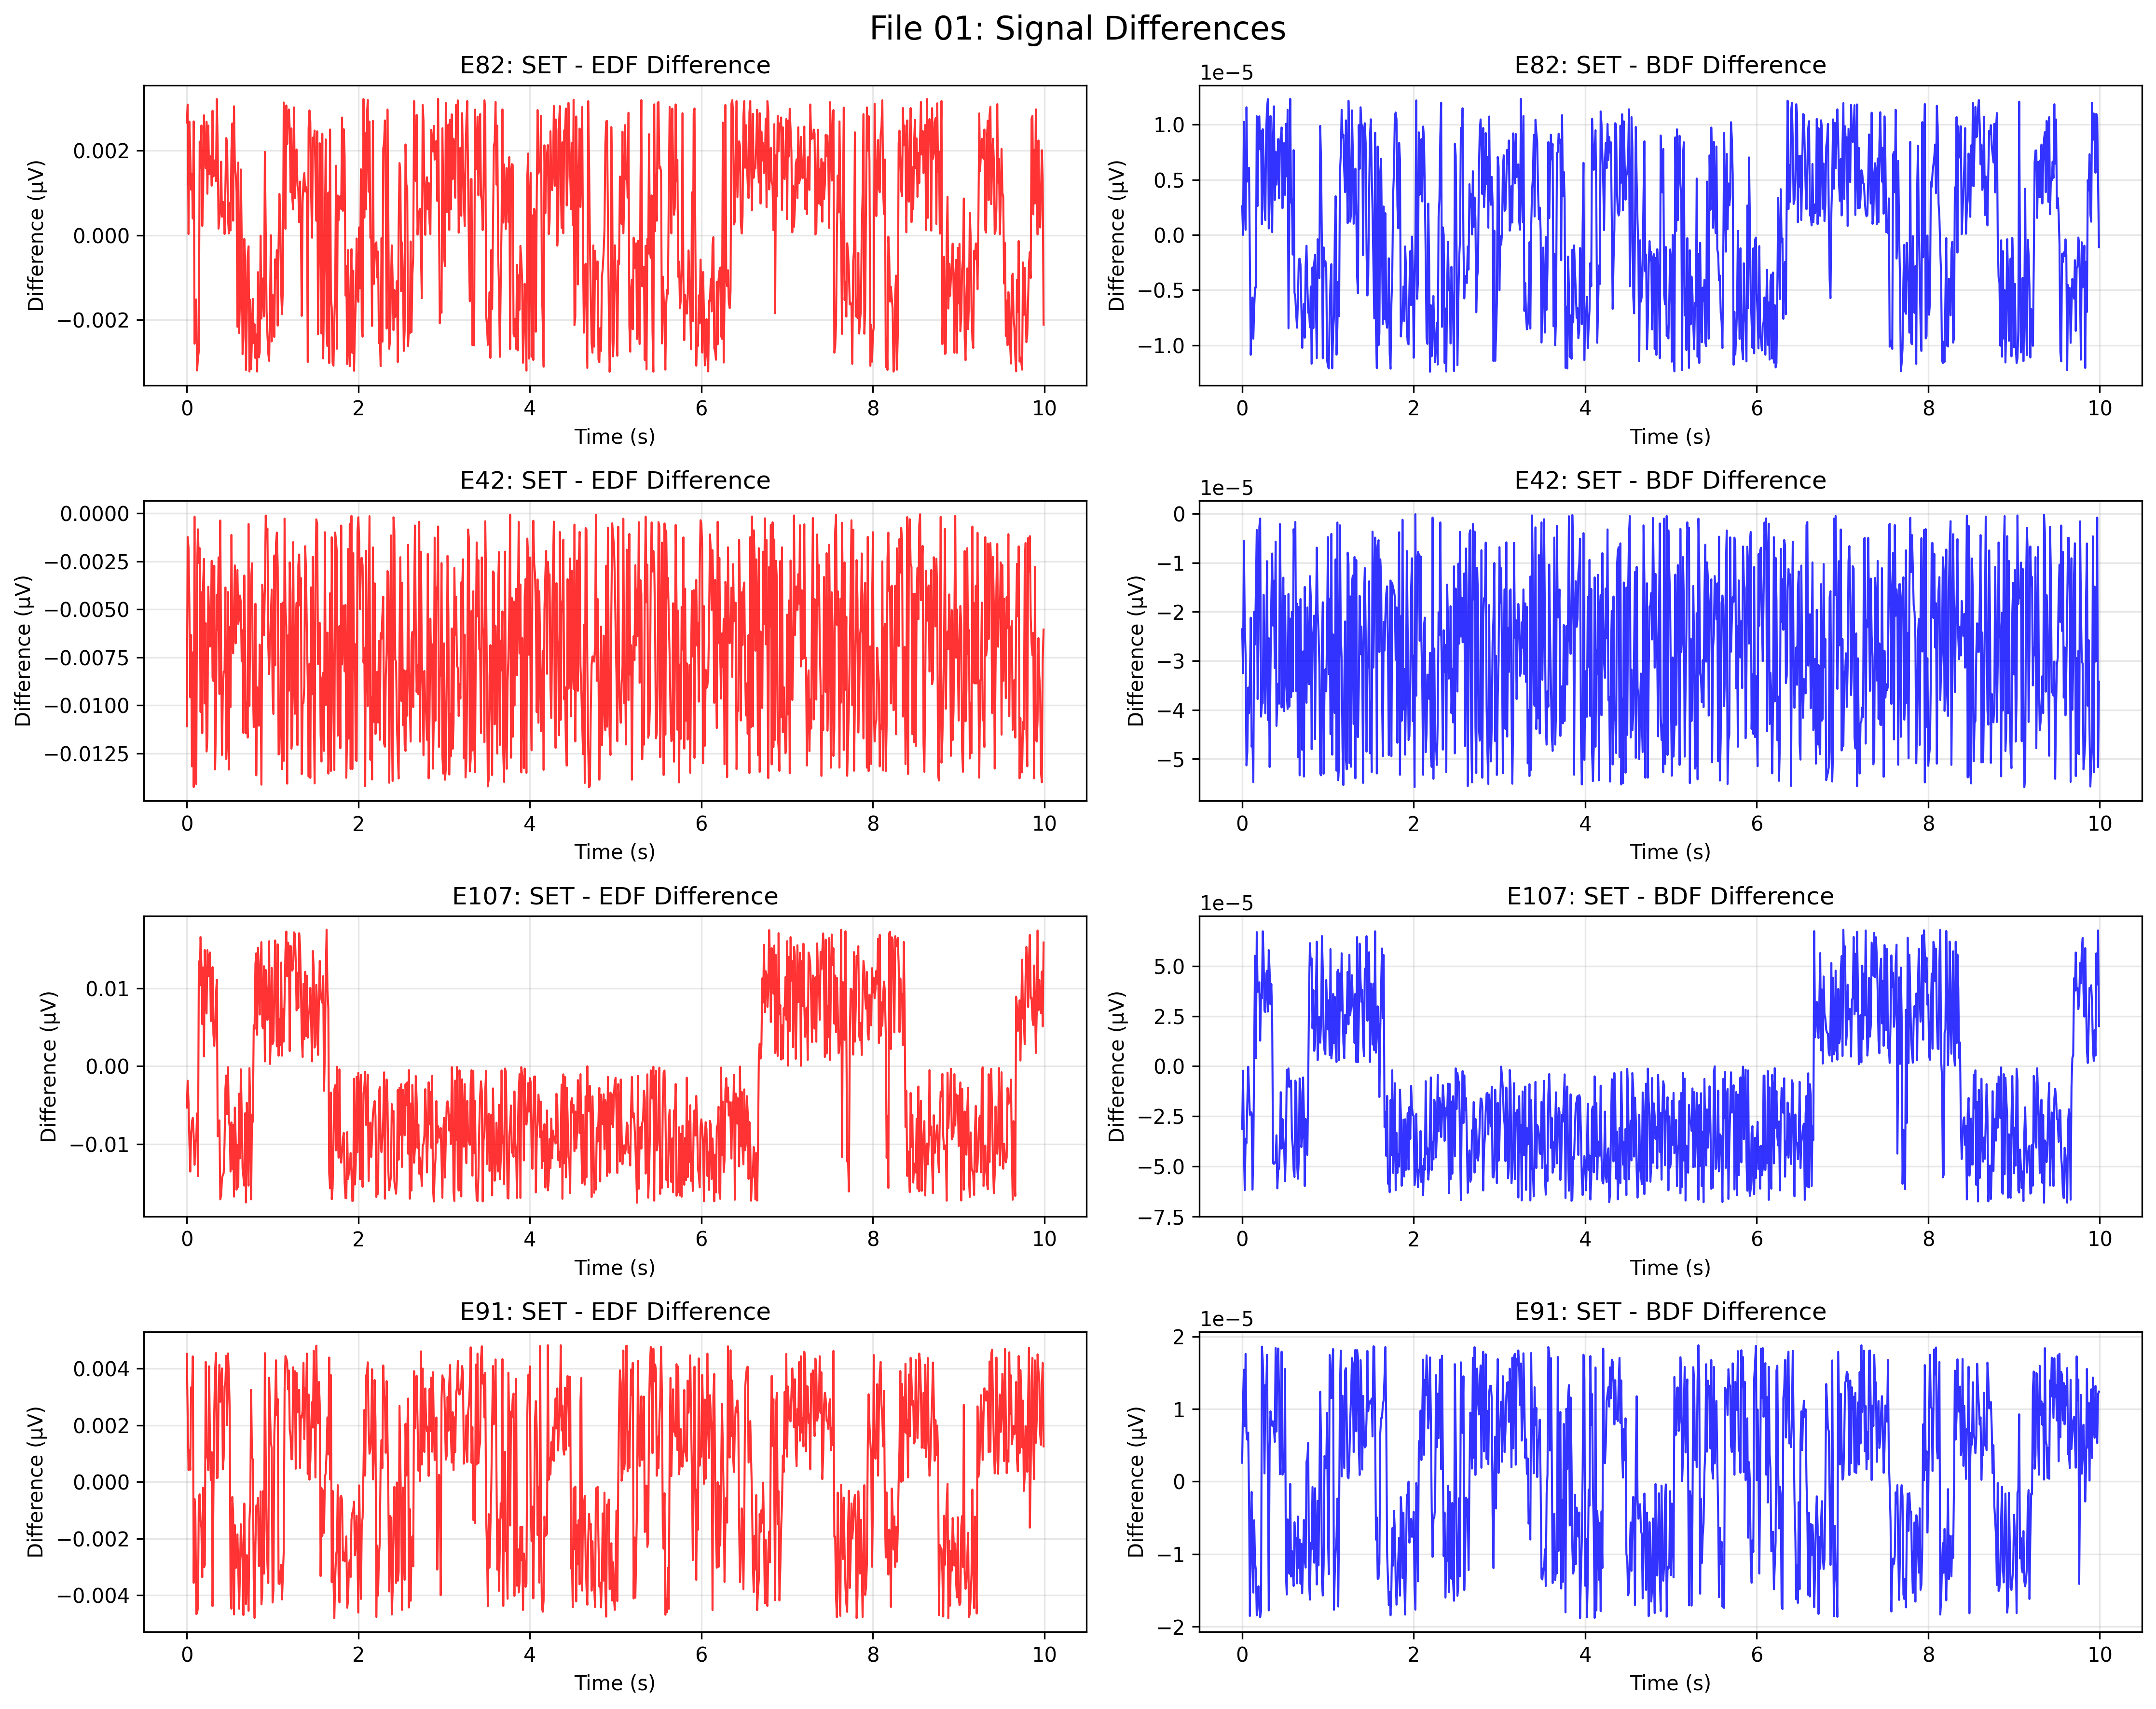 File 01: Signal Differences
E82: SET - EDF Difference
Difference (µV)
0.002
0.000
−0.002
0 2 4 6 8 10
Time (s)
E82: SET - BDF Difference
1e−5
Difference (µV)
1.0
0.5
0.0
−0.5
−1.0
0 2 4 6 8 10
Time (s)
E42: SET - EDF Difference
Difference (µV)
0.0000
−0.0025
−0.0050
−0.0075
−0.0100
−0.0125
0 2 4 6 8 10
Time (s)
E42: SET - BDF Difference
1e−5
Difference (µV)
0
−1
−2
−3
−4
−5
0 2 4 6 8 10
Time (s)
E107: SET - EDF Difference
Difference (µV)
0.01
0.00
−0.01
0 2 4 6 8 10
Time (s)
E107: SET - BDF Difference
1e−5
Difference (µV)
5.0
2.5
0.0
−2.5
−5.0
−7.5
0 2 4 6 8 10
Time (s)
E91: SET - EDF Difference
Difference (µV)
0.004
0.002
0.000
−0.002
−0.004
0 2 4 6 8 10
Time (s)
E91: SET - BDF Difference
1e−5
Difference (µV)
2
1
0
−1
−2
0 2 4 6 8 10
Time (s)